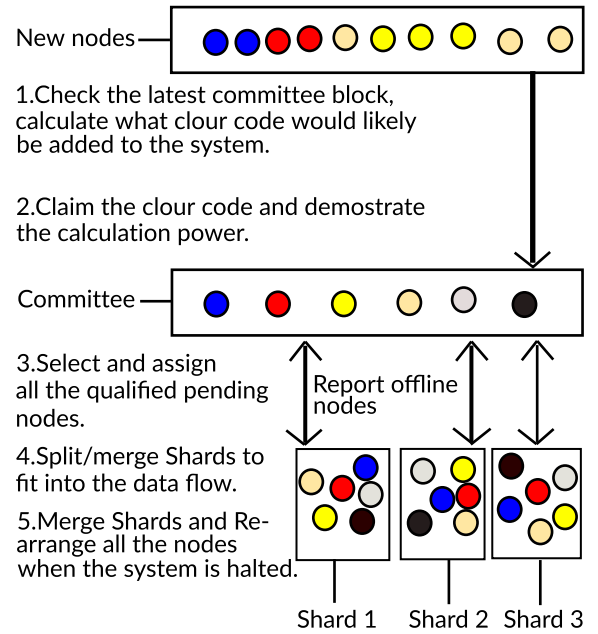 New nodes
1.Check the latest committee block,
calculate what clour code would likely
be added to the system.
2.Claim the clour code and demostrate
the calculation power.
Committee
3.Select and assign
all the qualified pending
nodes.
Report offline
nodes
4.Split/merge Shards to
fit into the data flow.
5.Merge Shards and Re-
arrange all the nodes
when the system is halted.
Shard 1
Shard 2
Shard 3